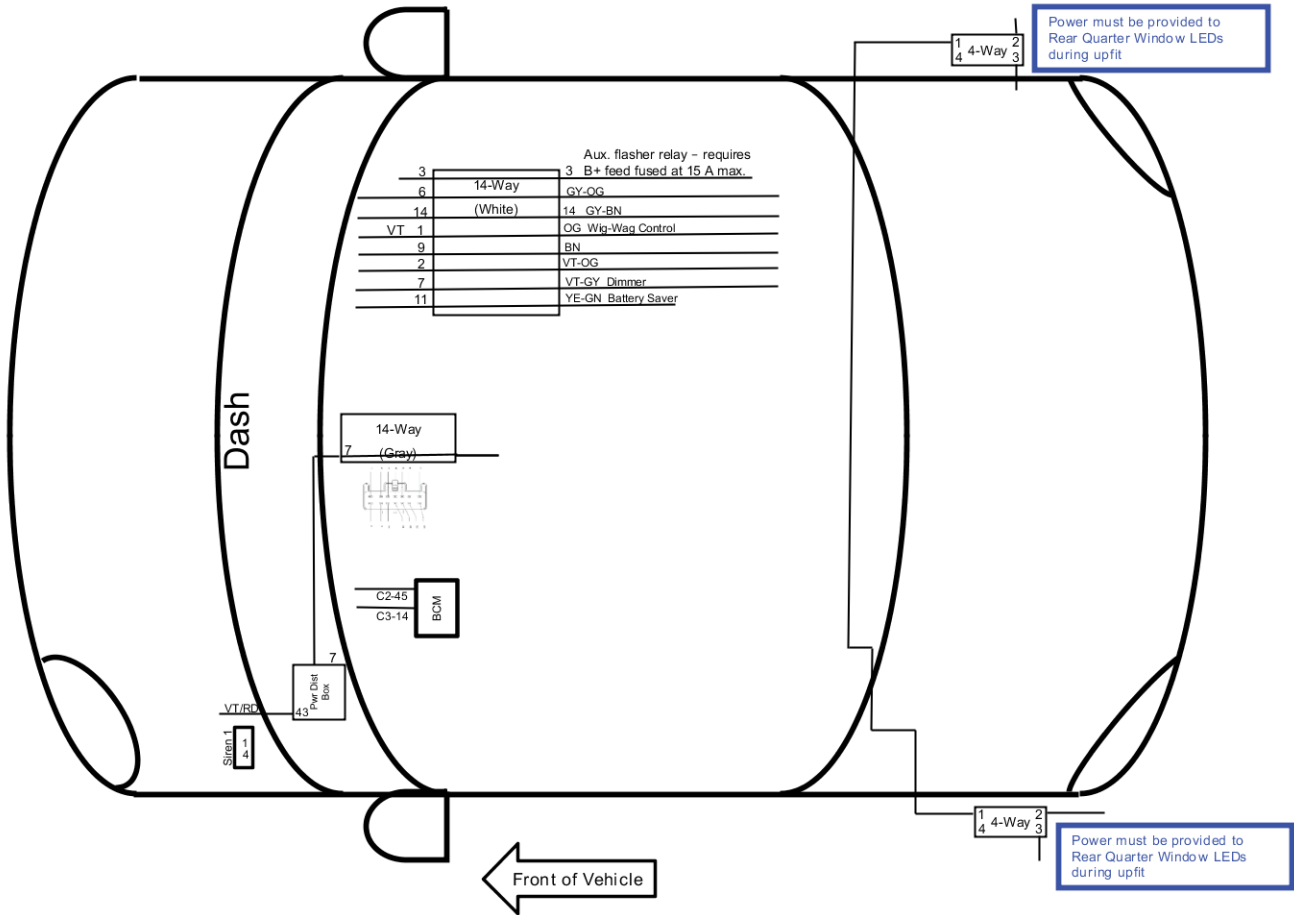 Power must be provided to
Rear Quarter Window LEDs
during upfit
1 4-Way 2
4 3
Aux. flasher relay – requires
3 3 B+ feed fused at 15 A max.
14-Way
(White)
6 GY-OG
14 14 GY-BN
VT 1 OG Wig-Wag Control
9 BN
2 VT-OG
7 VT-GY Dimmer
11 YE-GN Battery Saver
Dash
14-Way
7 (Gray)
C2-45
C3-14
BCM
7
Pwr Dist
Box
VT/RD 43
Siren 1
1
4
1 4-Way 2
4 3
Power must be provided to
Rear Quarter Window LEDs
during upfit
Front of Vehicle